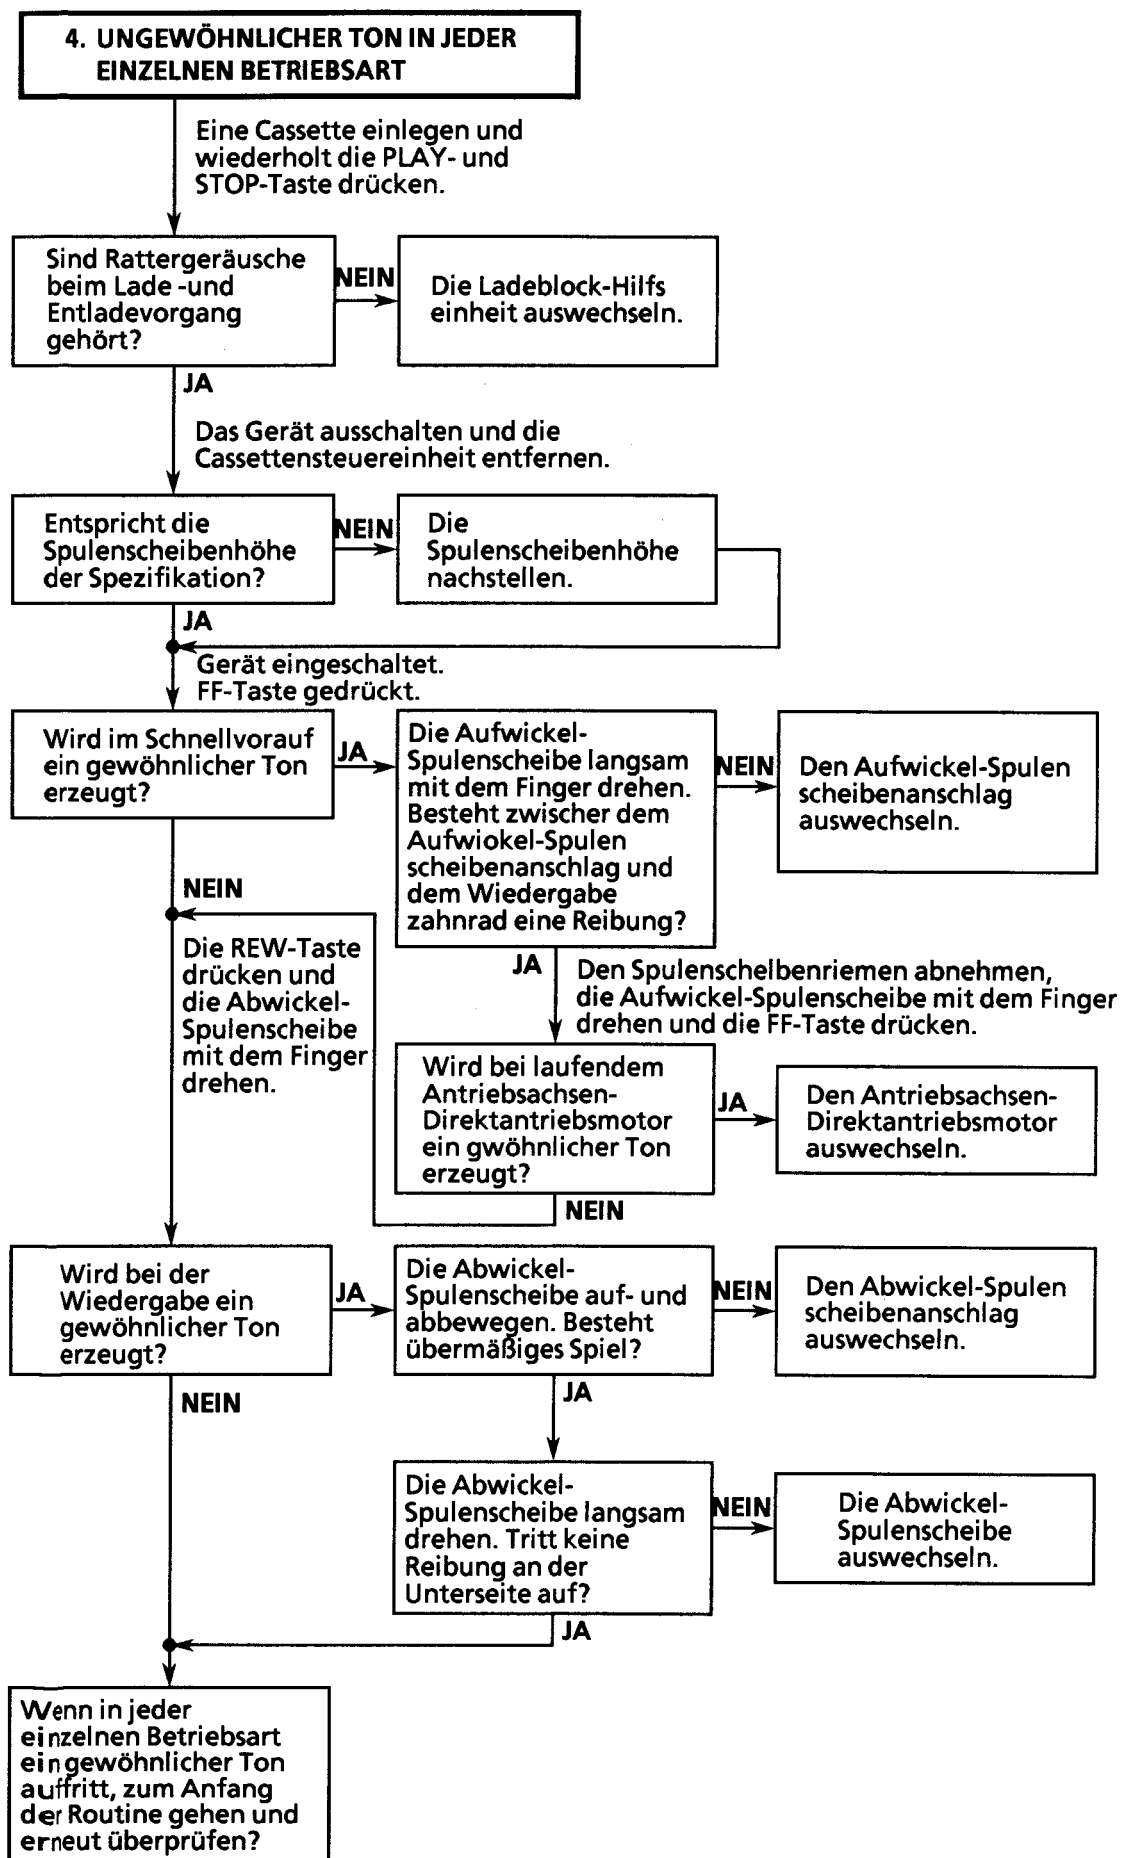 4. UNGEWÖHNLICHER TON IN JEDER
EINZELNEN BETRIEBSART
Eine Cassette einlegen und
wiederholt die PLAY- und
STOP-Taste drücken.
Sind Rattergeräusche
beim Lade -und
Entladevorgang
gehört?
NEIN
Die Ladeblock-Hilfs
einheit auswechseln.
JA
Das Gerät ausschalten und die
Cassettensteuereinheit entfernen.
Entspricht die
Spulenscheibenhöhe
der Spezifikation?
NEIN
Die
Spulenscheibenhöhe
nachstellen.
JA
Gerät eingeschaltet.
FF-Taste gedrückt.
Wird im Schnellvorauf
ein gewöhnlicher Ton
erzeugt?
JA
Die Aufwickel-
Spulenscheibe langsam
mit dem Finger drehen.
Besteht zwischer dem
Aufwiokel-Spulen
scheibenanschlag und
dem Wiedergabe
zahnrad eine Reibung?
NEIN
Den Aufwickel-Spulen
scheibenanschlag
auswechseln.
NEIN
Die REW-Taste
drücken und
die Abwickel-
Spulenscheibe
mit dem Finger
drehen.
JA
Den Spulenschelbenriemen abnehmen,
die Aufwickel-Spulenscheibe mit dem Finger
drehen und die FF-Taste drücken.
Wird bei laufendem
Antriebsachsen-
Direktantriebsmotor
ein gwöhnlicher Ton
erzeugt?
JA
Den Antriebsachsen-
Direktantriebsmotor
auswechseln.
NEIN
Wird bei der
Wiedergabe ein
gewöhnlicher Ton
erzeugt?
JA
Die Abwickel-
Spulenscheibe auf- und
abbewegen. Besteht
übermäßiges Spiel?
NEIN
Den Abwickel-Spulen
scheibenanschlag
auswechseln.
NEIN
JA
Die Abwickel-
Spulenscheibe langsam
drehen. Tritt keine
Reibung an der
Unterseite auf?
NEIN
Die Abwickel-
Spulenscheibe
auswechseln.
JA
Wenn in jeder
einzelnen Betriebsart
ein gewöhnlicher Ton
auffritt, zum Anfang
der Routine gehen und
erneut überprüfen?